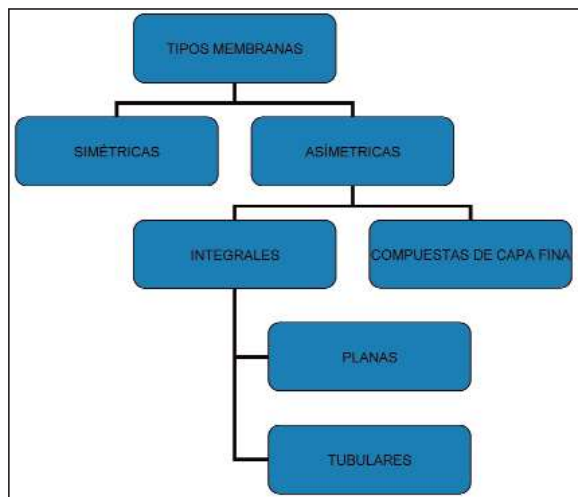 TIPOS MEMBRANAS
SIMÉTRICAS
ASÍMETRICAS
INTEGRALES
COMPUESTAS DE CAPA FINA
PLANAS
TUBULARES